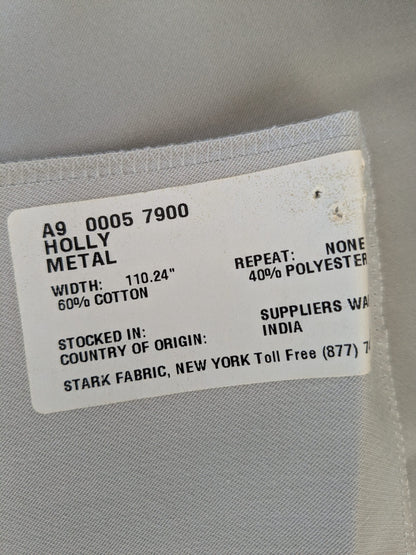 A9 0005 7900
HOLLY
METAL
WIDTH: 110.24" REPEAT: NONE
60% COTTON 40% POLYESTER
STOCKED IN: SUPPLIERS
COUNTRY OF ORIGIN: INDIA
STARK FABRIC, NEW YORK Toll Free (877)